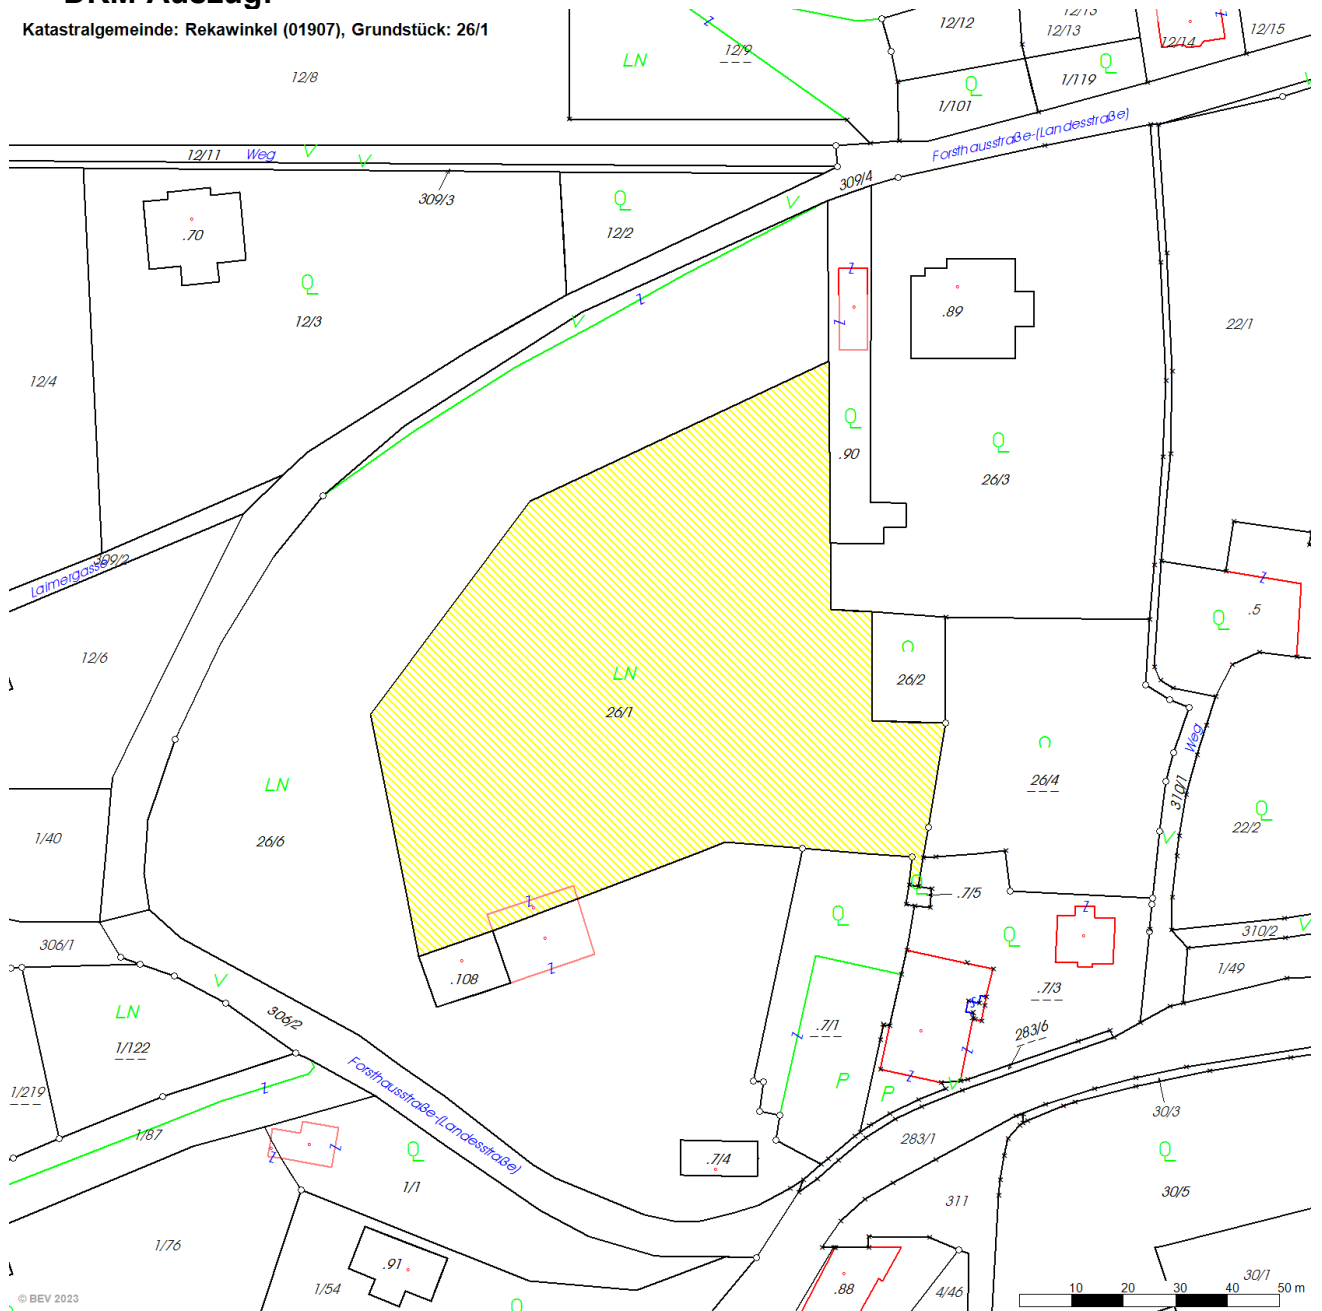 DKM-Auszug:
Katastralgemeinde: Rekawinkel (01907), Grundstück: 26/1
12/8
LN
12/9
12/12
12/13
12/13
12/14
12/15
Q
1/101
Q
1/119
12/11
Weg
V
V
309/3
Forsthausstraße-(Landesstraße)
309/4
V
.70
Q
12/2
Q
12/3
V
.89
22/1
12/4
Q
.90
Q
26/3
309/2
Laimergasse
.5
Q
12/6
LN
26/1
26/2
26/4
Weg
310/1
LN
26/6
1/40
V
Q
22/2
Q
.7/5
Q
Q
306/1
310/2
V
1/49
.108
V
LN
1/122
306/2
.7/3
.7/1
283/6
Forsthausstraße-(Landesstraße)
1/219
P
P
V
1/87
30/3
283/1
Q
1/1
.7/4
Q
30/5
311
1/76
.91
1/54
Q
.88
4/46
30/1
10 20 30 40 50 m
© BEV 2023